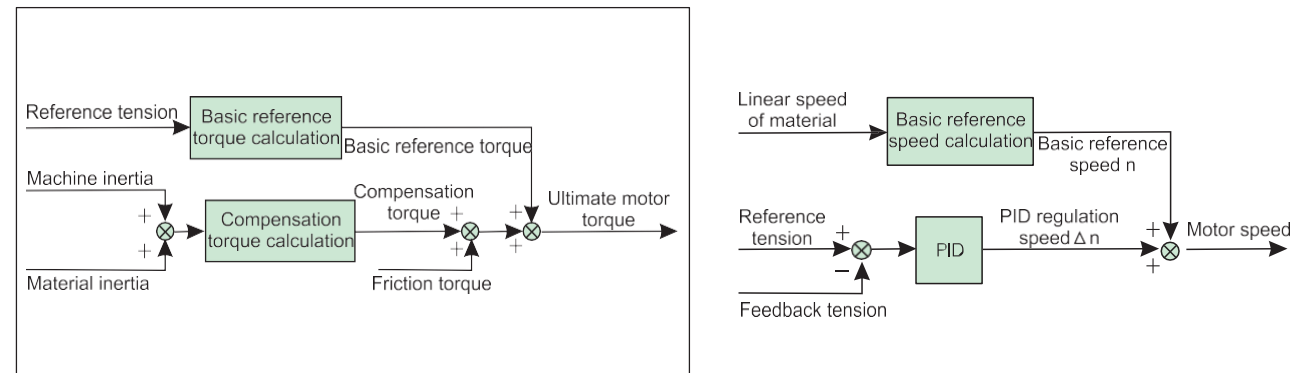 Reference tension
Basic reference
torque calculation
Basic reference torque
Machine inertia
Compensation
torque
Ultimate motor
torque
+
+
Compensation
torque calculation
+
+
+
+
Material inertia
Friction torque
Linear speed
of material
Basic reference
speed calculation
Basic reference
speed n
Reference
tension
+
−
PID
PID regulation
speed Δ n
+
+
Motor speed
Feedback tension